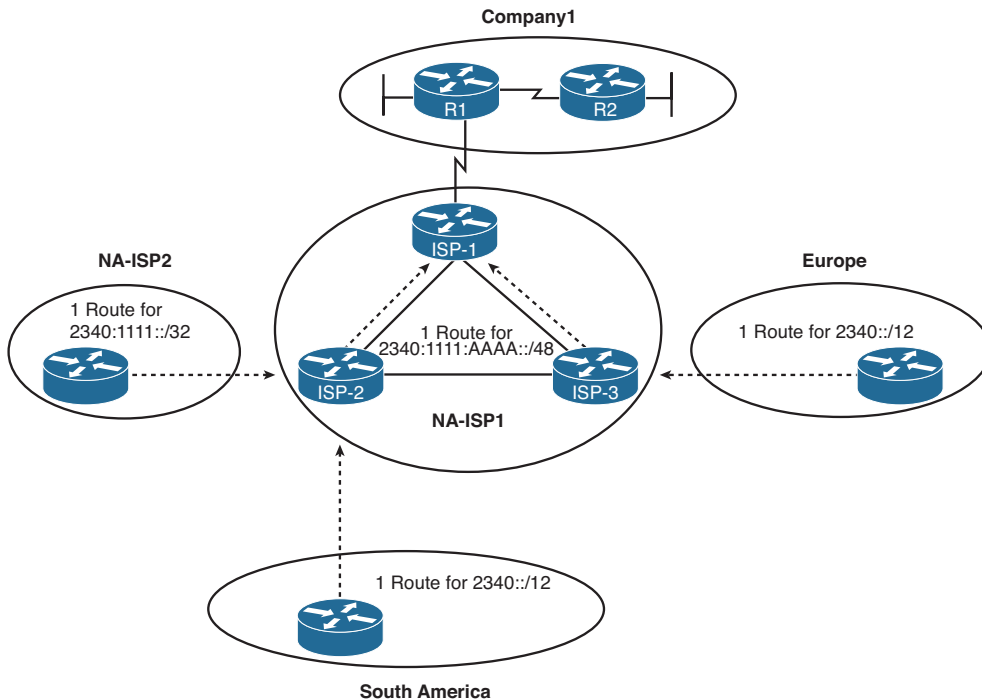 Company1
R1
R2
ISP-1
NA-ISP2
1 Route for
2340:1111::/32
Europe
1 Route for 2340::/12
1 Route for
2340:1111:AAAA::/48
ISP-2
ISP-3
NA-ISP1
1 Route for 2340::/12
South America